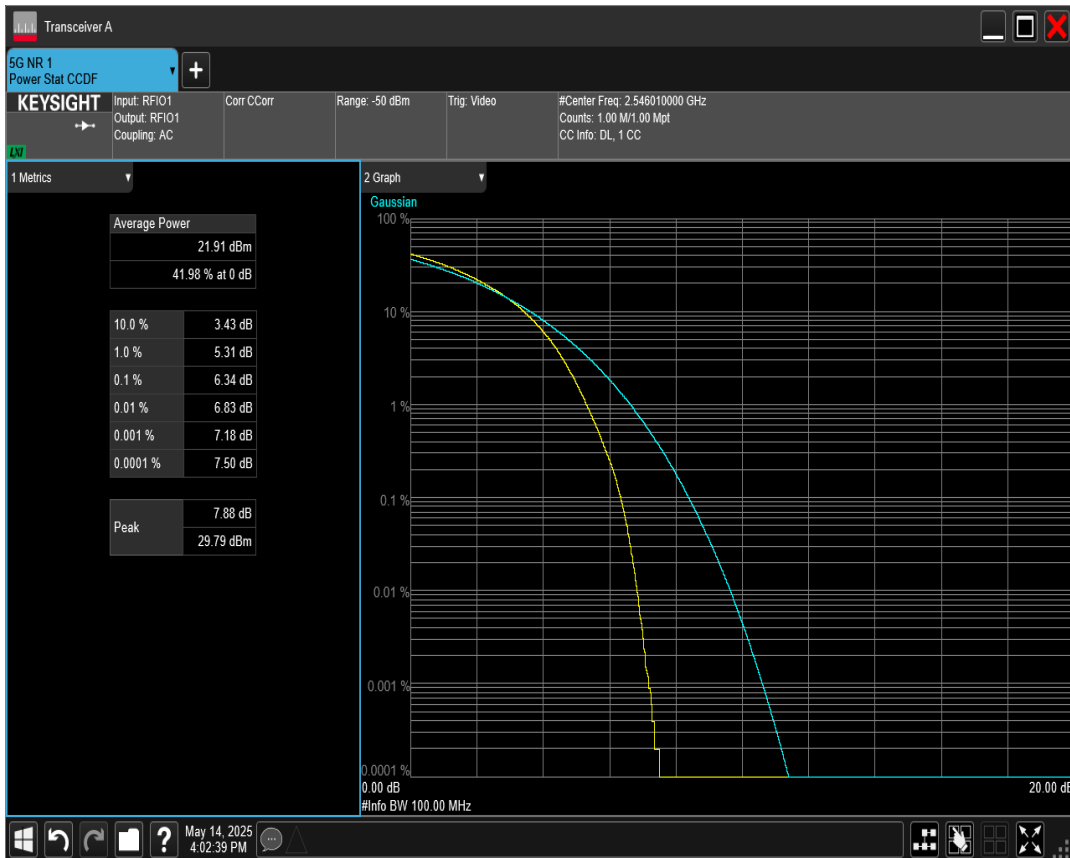 Transceiver A
5G NR 1
Power Stat CCDF
+
KEYSIGHT
LXI
Input: RFIO1
Output: RFIO1
Coupling: AC
Corr CCorr
Range: -50 dBm
Trig: Video
#Center Freq: 2.546010000 GHz
Counts: 1.00 M/1.00 Mpt
CC Info: DL, 1 CC
1 Metrics
Average Power
21.91 dBm
41.98 % at 0 dB
10.0 % 3.43 dB
1.0 % 5.31 dB
0.1 % 6.34 dB
0.01 % 6.83 dB
0.001 % 7.18 dB
0.0001 % 7.50 dB
Peak
7.88 dB
29.79 dBm
2 Graph
Gaussian
100 %
10 %
1 %
0.1 %
0.01 %
0.001 %
0.0001 %
0.00 dB 20.00 dB
#Info BW 100.00 MHz
?
May 14, 2025
4:02:39 PM